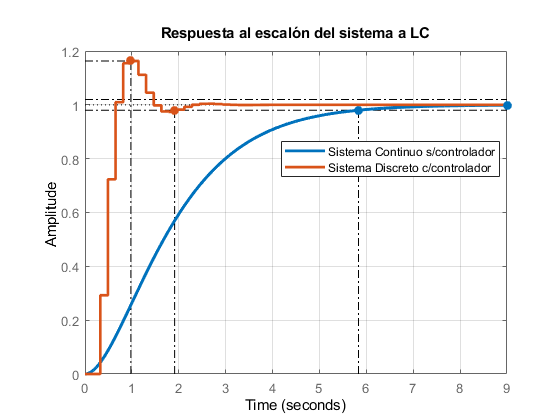 Respuesta al escalón del sistema a LC
1.2
1
0.8
0.6
0.4
0.2
0
Amplitude
Sistema Continuo s/controlador
Sistema Discreto c/controlador
0 1 2 3 4 5 6 7 8 9
Time (seconds)